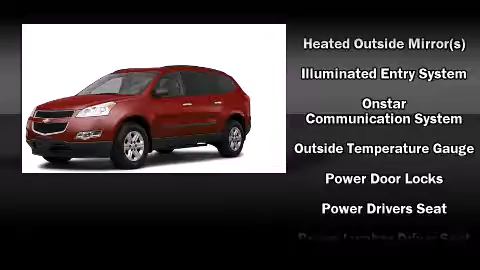 Heated Outside Mirror(s)
Illuminated Entry System
Onstar
Communication System
Outside Temperature Gauge
Power Door Locks
Power Drivers Seat